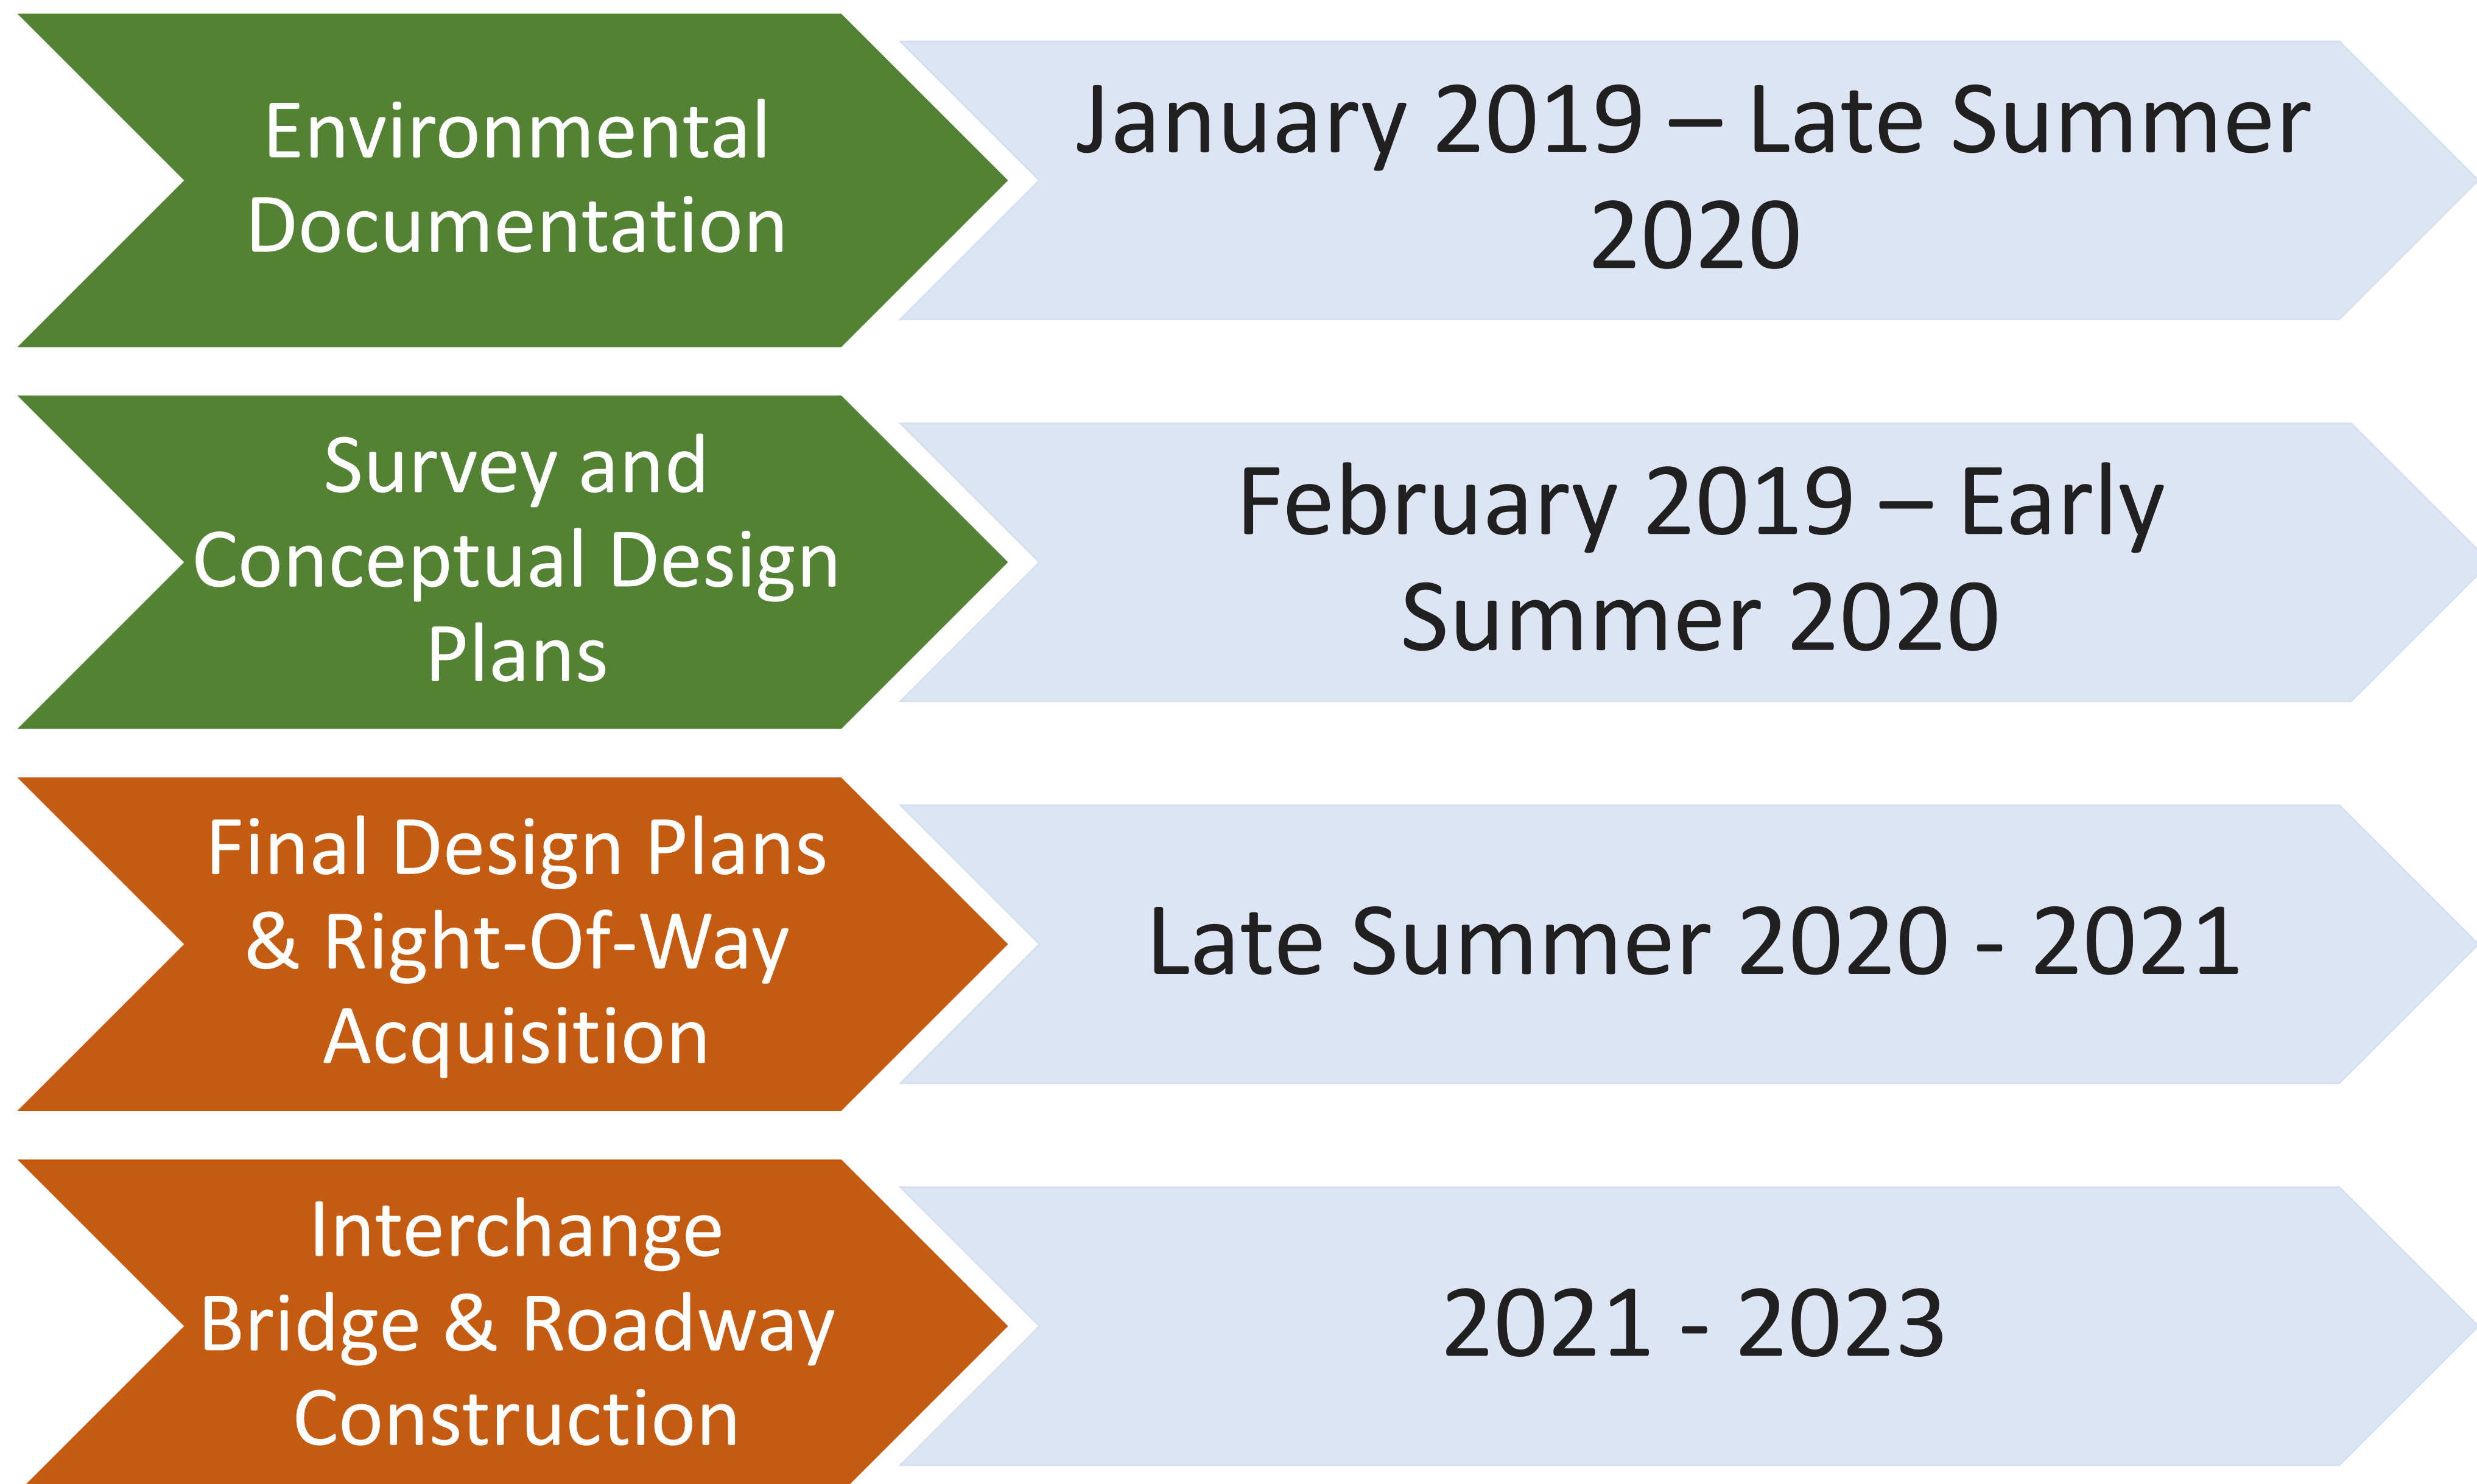 Environmental
Documentation
January 2019 – Late Summer
2020
Survey and
Conceptual Design
Plans
February 2019 – Early
Summer 2020
Final Design Plans
& Right-Of-Way
Acquisition
Late Summer 2020 - 2021
Interchange
Bridge & Roadway
Construction
2021 - 2023